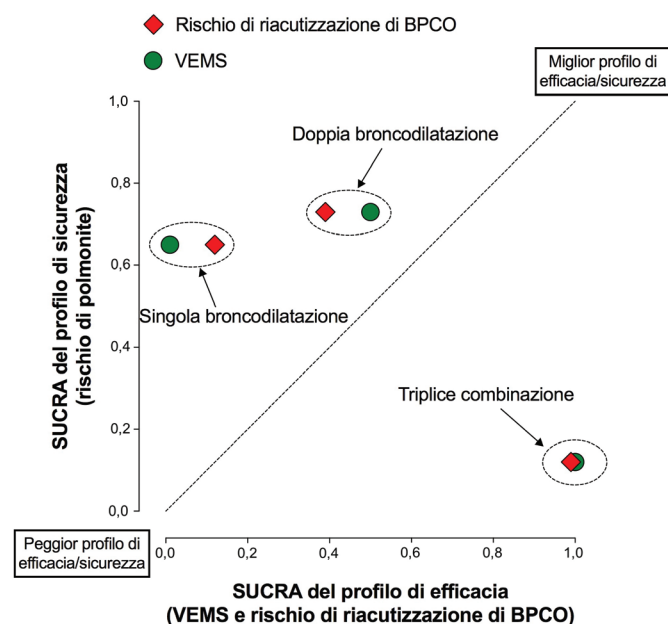 Rischio di riacutizzazione di BPCO
VEMS
Miglior profilo di
efficacia/sicurezza
1,0
Doppia broncodilatazione
0,8
0,6
Singola broncodilatazione
0,4
Triplice combinazione
0,2
0,0
SUCRA del profilo di sicurezza
(rischio di polmonite)
Peggior profilo di
efficacia/sicurezza
0,0
0,2
0,4
0,6
0,8
1,0
SUCRA del profilo di efficacia
(VEMS e rischio di riacutizzazione di BPCO)